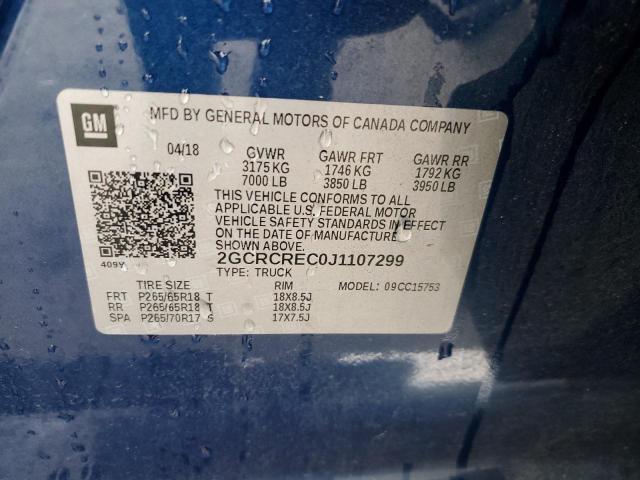 GM
MFD BY GENERAL MOTORS OF CANADA COMPANY
04/18 GVWR GAWR FRT GAWR RR
3175 KG 1746 KG 1792 KG
7000 LB 3850 LB 3950 LB
THIS VEHICLE CONFORMS TO ALL
APPLICABLE U.S. FEDERAL MOTOR
VEHICLE SAFETY STANDARDS IN EFFECT
ON THE DATE OF MANUFACTURE
SHOWN ABOVE.
409Y 2GCRCREC0J1107299
TYPE: TRUCK
TIRE SIZE RIM MODEL: 09CC15753
FRT P265/65R18 T 18X8.5J
RR P265/65R18 T 18X8.5J
SPA P265/70R17 S 17X7.5J